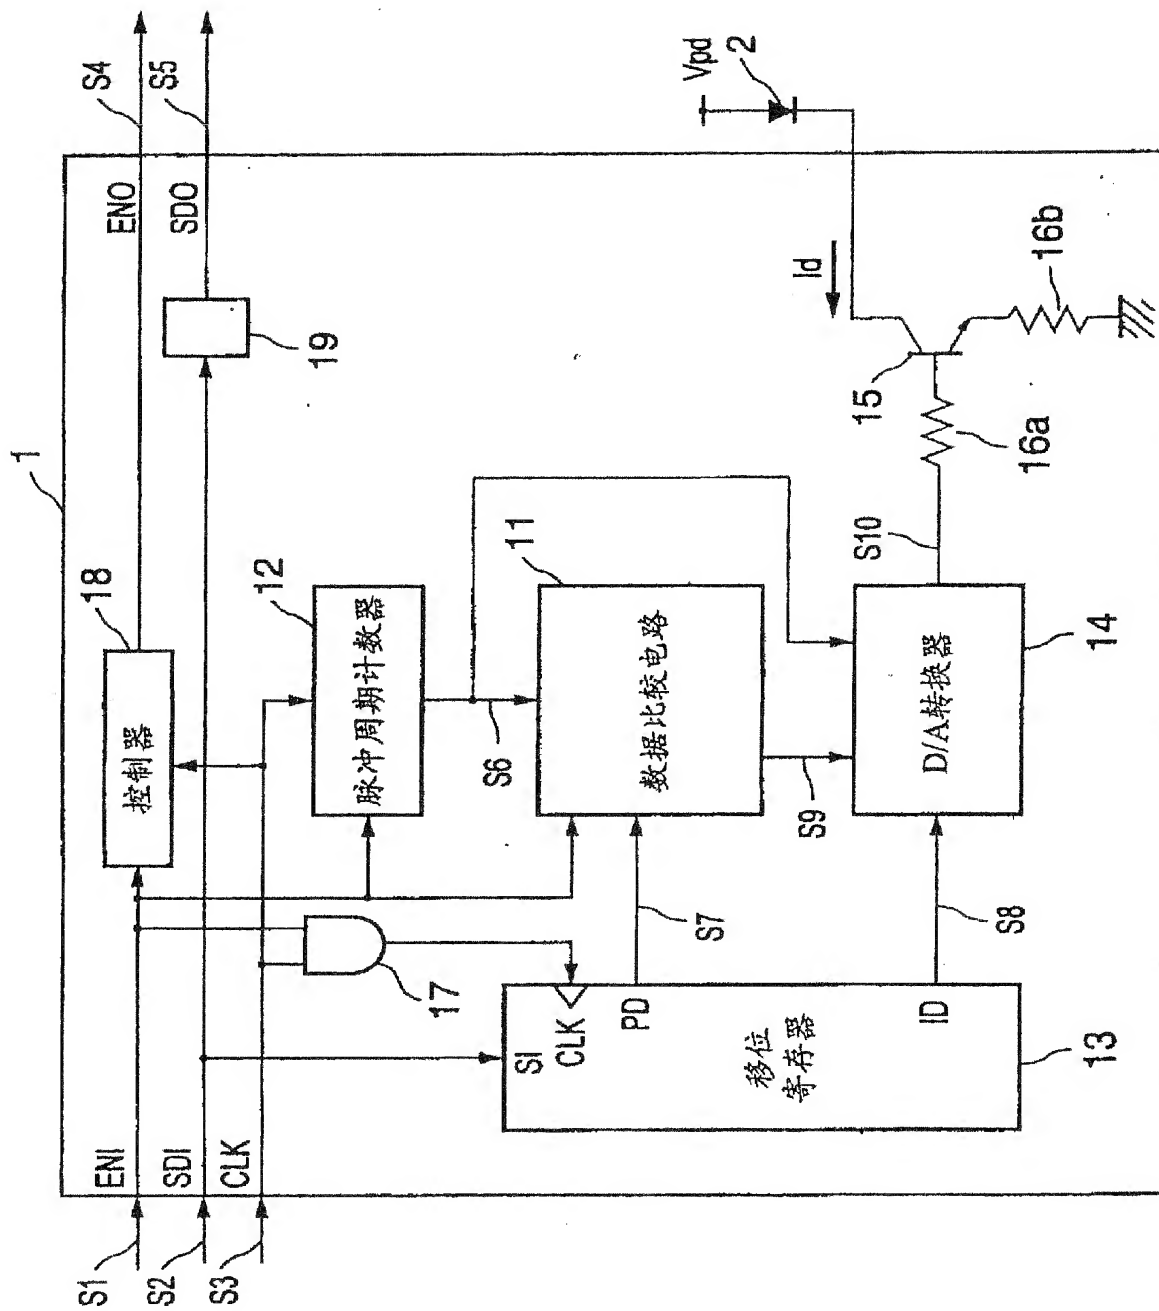 1
S1
ENI
18
控制器
ENO
S4
S2
SDI
19
SDO
S5
S3
CLK
17
12
脉冲周期计数器
S6
11
数据比较电路
SI
CLK
PD
ID
移位
寄存器
13
S7
S8
S9
D/A转换器
14
S10
16a
15
16b
Id
Vpd
2